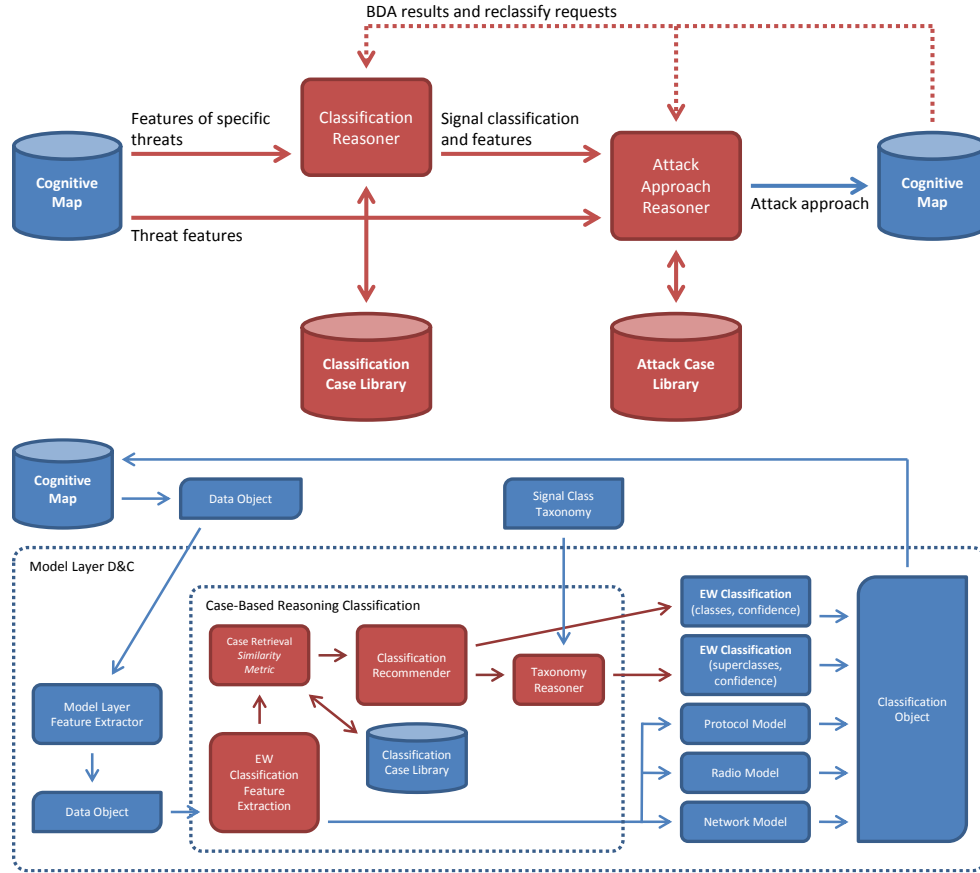 BDA results and reclassify requests
Features of specific
threats
Classification
Reasoner
Signal classification
and features
Cognitive
Map
Attack
Approach
Reasoner
Attack approach
Cognitive
Map
Threat features
Classification
Case Library
Attack Case
Library
Cognitive
Map
Data Object
Signal Class
Taxonomy
Model Layer D&C
Case-Based Reasoning Classification
EW Classification
(classes, confidence)
Case Retrieval
Similarity
Metric
Classification
Recommender
Taxonomy
Reasoner
EW Classification
(superclasses,
confidence)
Model Layer
Feature Extractor
Classification
Object
Protocol Model
EW
Classification
Feature
Extraction
Classification
Case Library
Radio Model
Data Object
Network Model